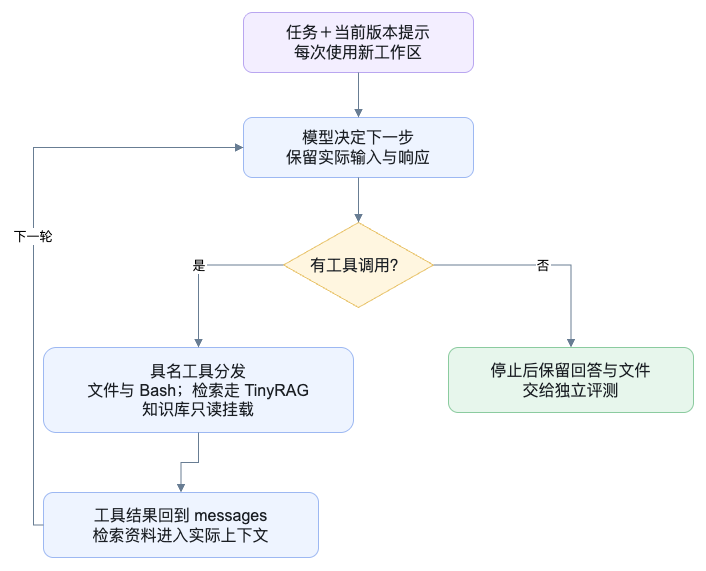 任务＋当前版本提示
每次使用新工作区
模型决定下一步
保留实际输入与响应
下一轮
有工具调用?
是
否
具名工具分发
文件与 Bash；检索走 TinyRAG
知识库只读挂载
停止后保留回答与文件
交给独立评测
工具结果回到 messages
检索资料进入实际上下文